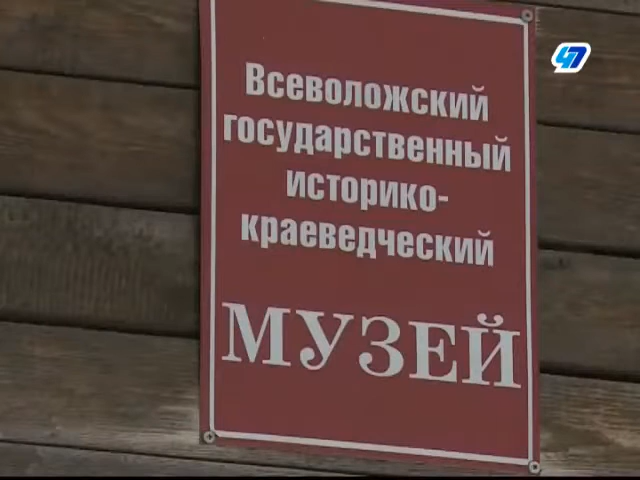 47
Всеволожский
государственный
историко-
краеведческий
МУЗЕЙ